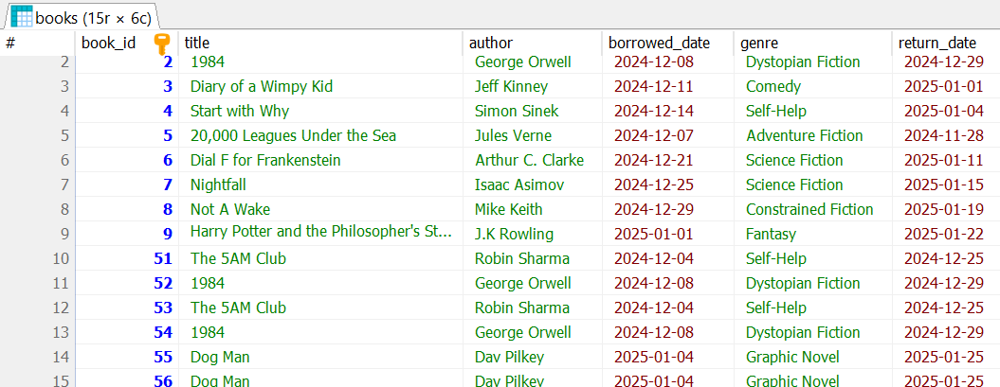 books (15r × 6c)
# book_id title author borrowed_date genre return_date
2 2 1984 George Orwell 2024-12-08 Dystopian Fiction 2024-12-29
3 3 Diary of a Wimpy Kid Jeff Kinney 2024-12-11 Comedy 2025-01-01
4 4 Start with Why Simon Sinek 2024-12-14 Self-Help 2025-01-04
5 5 20,000 Leagues Under the Sea Jules Verne 2024-12-07 Adventure Fiction 2024-11-28
6 6 Dial F for Frankenstein Arthur C. Clarke 2024-12-21 Science Fiction 2025-01-11
7 7 Nightfall Isaac Asimov 2024-12-25 Science Fiction 2025-01-15
8 8 Not A Wake Mike Keith 2024-12-29 Constrained Fiction 2025-01-19
9 9 Harry Potter and the Philosopher's St... J.K Rowling 2025-01-01 Fantasy 2025-01-22
10 51 The 5AM Club Robin Sharma 2024-12-04 Self-Help 2024-12-25
11 52 1984 George Orwell 2024-12-08 Dystopian Fiction 2024-12-29
12 53 The 5AM Club Robin Sharma 2024-12-04 Self-Help 2024-12-25
13 54 1984 George Orwell 2024-12-08 Dystopian Fiction 2024-12-29
14 55 Dog Man Dav Pilkey 2025-01-04 Graphic Novel 2025-01-25
15 56 Dog Man Dav Pilkey 2025-01-04 Graphic Novel 2025-01-25